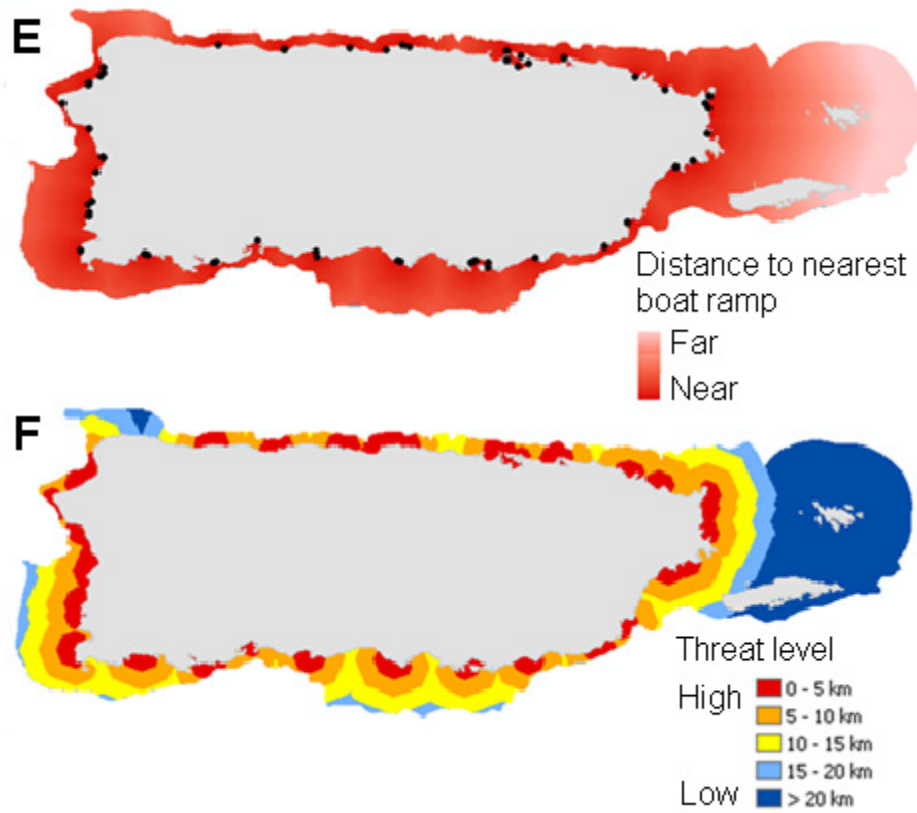 E
Distance to nearest
boat ramp
Far
Near
F
Threat level
High
0 - 5 km
5 - 10 km
10 - 15 km
15 - 20 km
Low
> 20 km